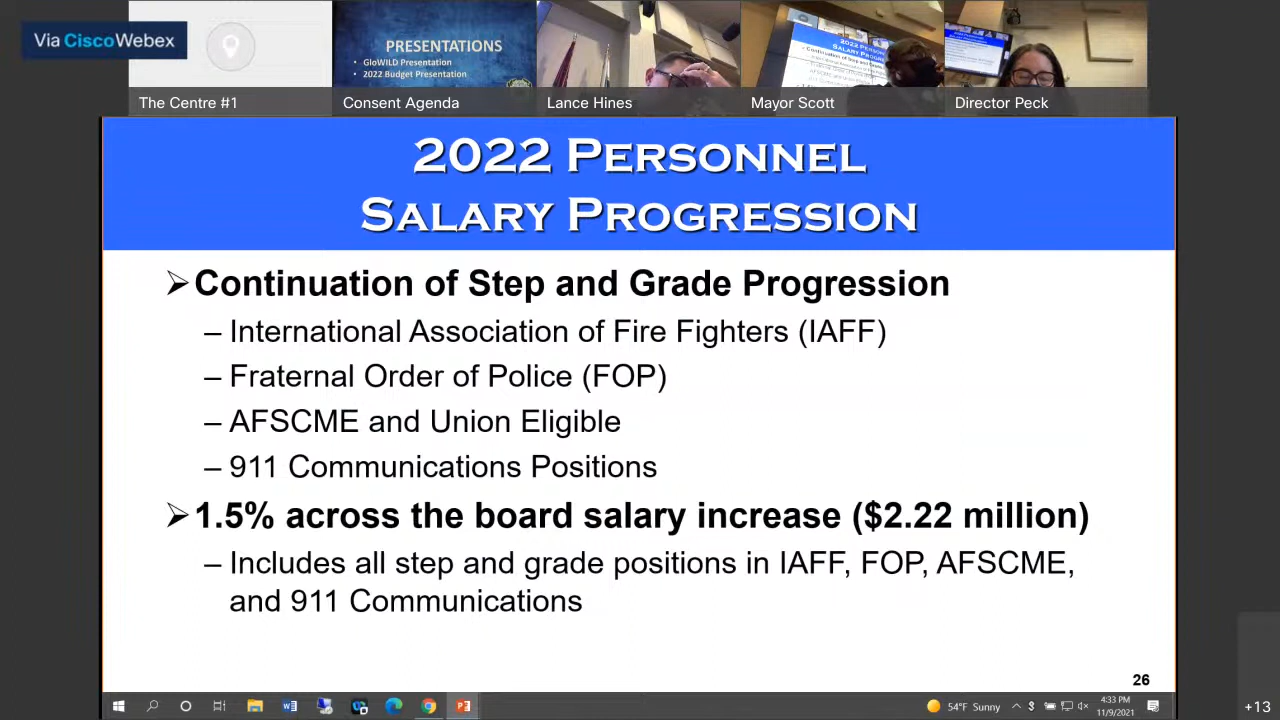 Via CiscoWebex
PRESENTATIONS
• GloWILD Presentation
• 2022 Budget Presentation
The Centre #1
Consent Agenda
Lance Hines
Mayor Scott
Director Peck
2022 PERSONNEL
SALARY PROGRESSION
➢ Continuation of Step and Grade Progression
– International Association of Fire Fighters (IAFF)
– Fraternal Order of Police (FOP)
– AFSCME and Union Eligible
– 911 Communications Positions
➢ 1.5% across the board salary increase ($2.22 million)
– Includes all step and grade positions in IAFF, FOP, AFSCME,
and 911 Communications
26
54°F Sunny
4:33 PM
11/9/2021
+13